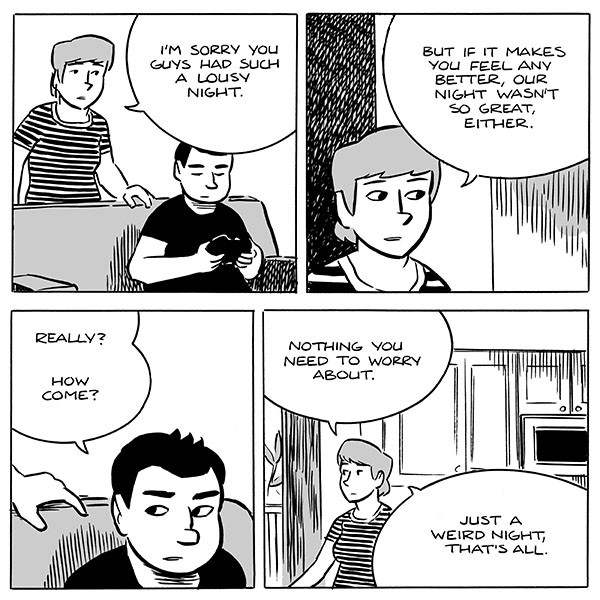 I'M SORRY YOU
GUYS HAD SUCH
A LOUSY
NIGHT.
BUT IF IT MAKES
YOU FEEL ANY
BETTER, OUR
NIGHT WASN'T
SO GREAT,
EITHER.
REALLY?
HOW
COME?
NOTHING YOU
NEED TO WORRY
ABOUT.
JUST A
WEIRD NIGHT,
THAT'S ALL.